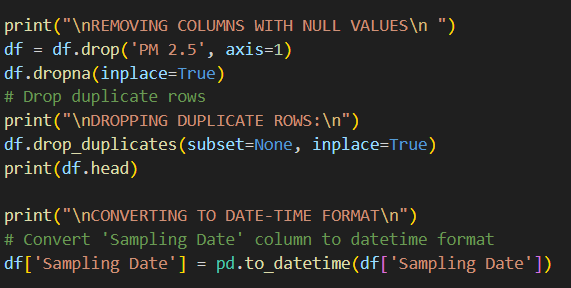 print("\nREMOVING COLUMNS WITH NULL VALUES\n ")
df = df.drop('PM 2.5', axis=1)
df.dropna(inplace=True)
# Drop duplicate rows
print("\nDROPPING DUPLICATE ROWS:\n")
df.drop_duplicates(subset=None, inplace=True)
print(df.head)
print("\nCONVERTING TO DATE-TIME FORMAT\n")
# Convert 'Sampling Date' column to datetime format
df['Sampling Date'] = pd.to_datetime(df['Sampling Date'])